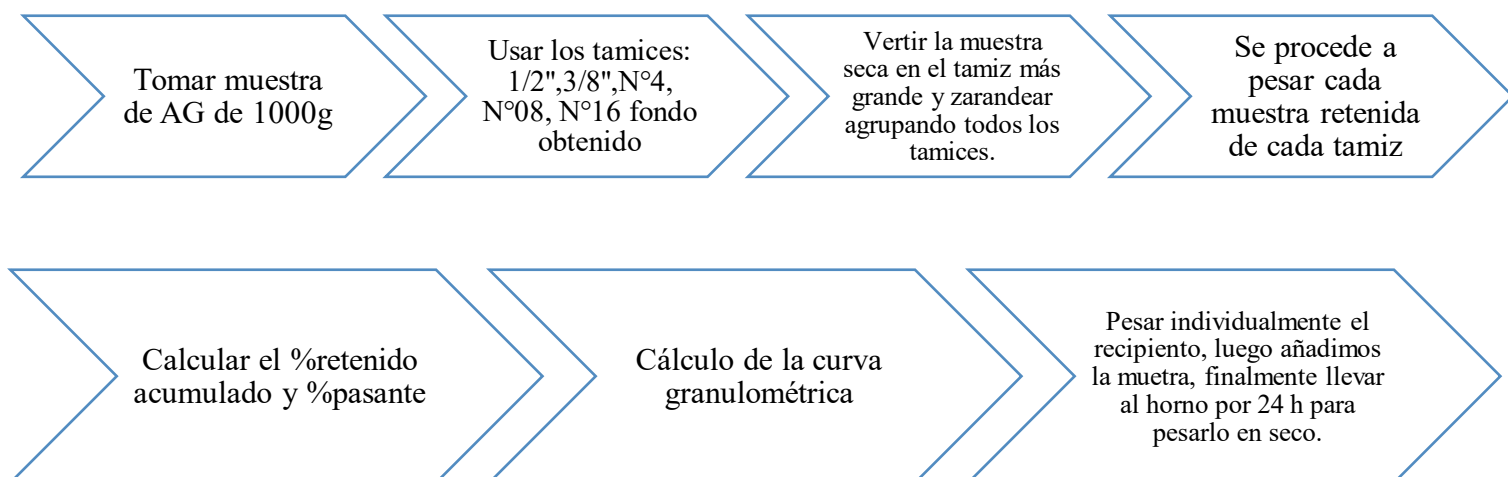 Tomar muestra
de AG de 1000g
Usar los tamices:
1/2",3/8",N°4,
N°08, N°16 fondo
obtenido
Vertir la muestra
seca en el tamiz más
grande y zarandear
agrupando todos los
tamices.
Se procede a
pesar cada
muestra retenida
de cada tamiz
Calcular el %retenido
acumulado y %pasante
Cálculo de la curva
granulométrica
Pesar individualmente el
recipiento, luego añadimos
la muetra, finalmente llevar
al horno por 24 h para
pesarlo en seco.